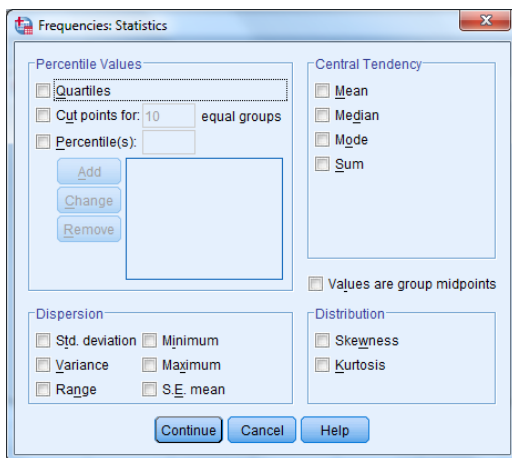 Frequencies: Statistics
Percentile Values
Quartiles
Cut points for: 10 equal groups
Percentile(s):
Add
Change
Remove
Central Tendency
Mean
Median
Mode
Sum
Values are group midpoints
Dispersion
Std. deviation Minimum
Variance Maximum
Range S.E. mean
Distribution
Skewness
Kurtosis
Continue Cancel Help